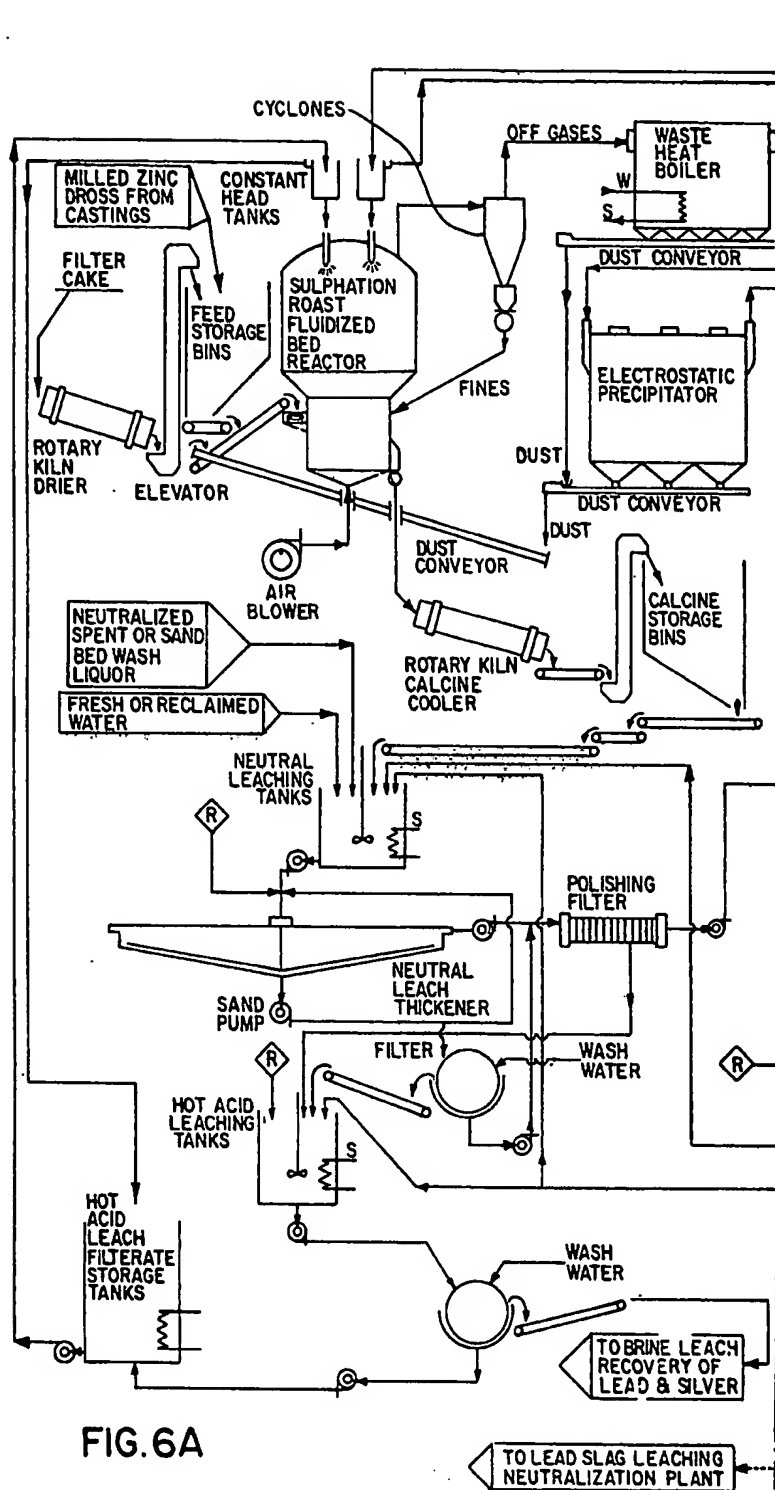 CYCLONES
OFF GASES
WASTE
HEAT
BOILER
W
S
MILLED ZINC
DROSS FROM
CASTINGS
CONSTANT
HEAD
TANKS
DUST CONVEYOR
FILTER
CAKE
FEED
STORAGE
BINS
SULPHATION
ROAST
FLUIDIZED
BED
REACTOR
FINES
ELECTROSTATIC
PRECIPITATOR
ROTARY
KILN
DRIER
ELEVATOR
DUST
DUST CONVEYOR
DUST
DUST
CONVEYOR
AIR
BLOWER
CALCINE
STORAGE
BINS
NEUTRALIZED
SPENT OR SAND
BED WASH
LIQUOR
ROTARY KILN
CALCINE
COOLER
FRESH OR RECLAIMED
WATER
NEUTRAL
LEACHING
TANKS
R
S
POLISHING
FILTER
NEUTRAL
LEACH
THICKENER
SAND
PUMP
FILTER
WASH
WATER
R
R
HOT ACID
LEACHING
TANKS
S
HOT
ACID
LEACH
FILTERATE
STORAGE
TANKS
WASH
WATER
TO BRINE LEACH
RECOVERY OF
LEAD & SILVER
FIG. 6A
TO LEAD SLAG LEACHING
NEUTRALIZATION PLANT